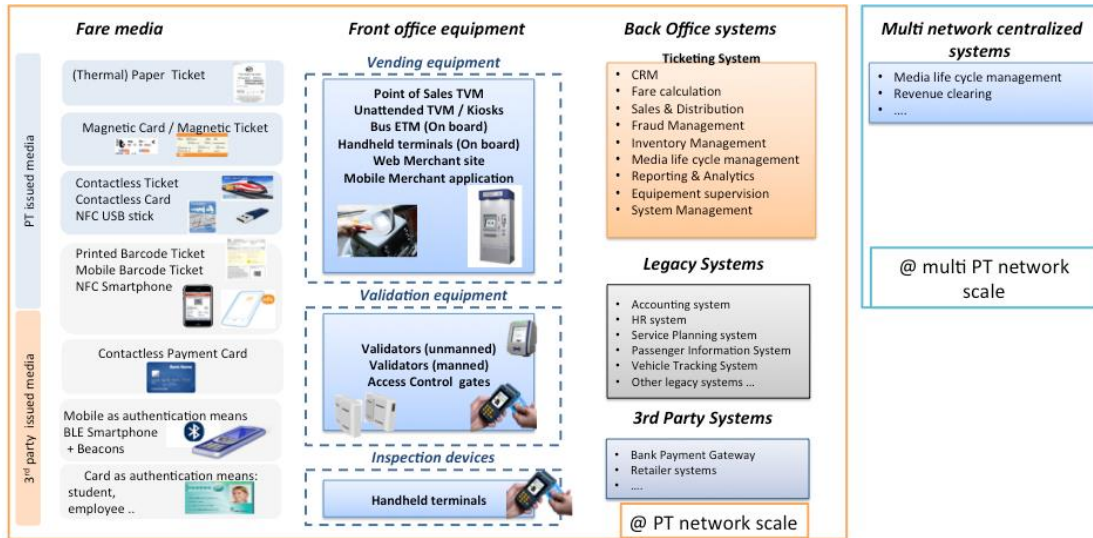 Fare media
PT issued media
(Thermal) Paper Ticket
Magnetic Card / Magnetic Ticket
Contactless Ticket
Contactless Card
NFC USB stick
Printed Barcode Ticket
Mobile Barcode Ticket
NFC Smartphone
3rd party issued media
Contactless Payment Card
Mobile as authentication means
BLE Smartphone
+ Beacons
Card as authentication means:
student,
employee ..
Front office equipment
Vending equipment
Point of Sales TVM
Unattended TVM / Kiosks
Bus ETM (On board)
Handheld terminals (On board)
Web Merchant site
Mobile Merchant application
Validation equipment
Validators (unmanned)
Validators (manned)
Access Control gates
Inspection devices
Handheld terminals
Back Office systems
Ticketing System
• CRM
• Fare calculation
• Sales & Distribution
• Fraud Management
• Inventory Management
• Media life cycle management
• Reporting & Analytics
• Equipement supervision
• System Management
Legacy Systems
• Accounting system
• HR system
• Service Planning system
• Passenger Information System
• Vehicle Tracking System
• Other legacy systems ...
3rd Party Systems
• Bank Payment Gateway
• Retailer systems
• ....
@ PT network scale
Multi network centralized
systems
• Media life cycle management
• Revenue clearing
• ....
@ multi PT network
scale